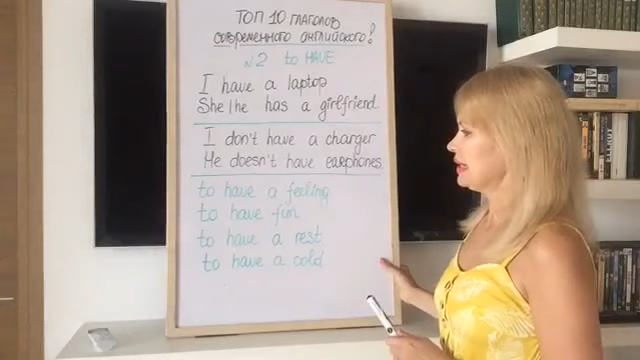 ТОП 10 ГЛАГОЛОВ
современного английского!
№2 to HAVE
I have a laptop
She/he has a girlfriend.
I don't have a charger
He doesn't have earphones.
to have a feeling
to have fun
to have a rest
to have a cold